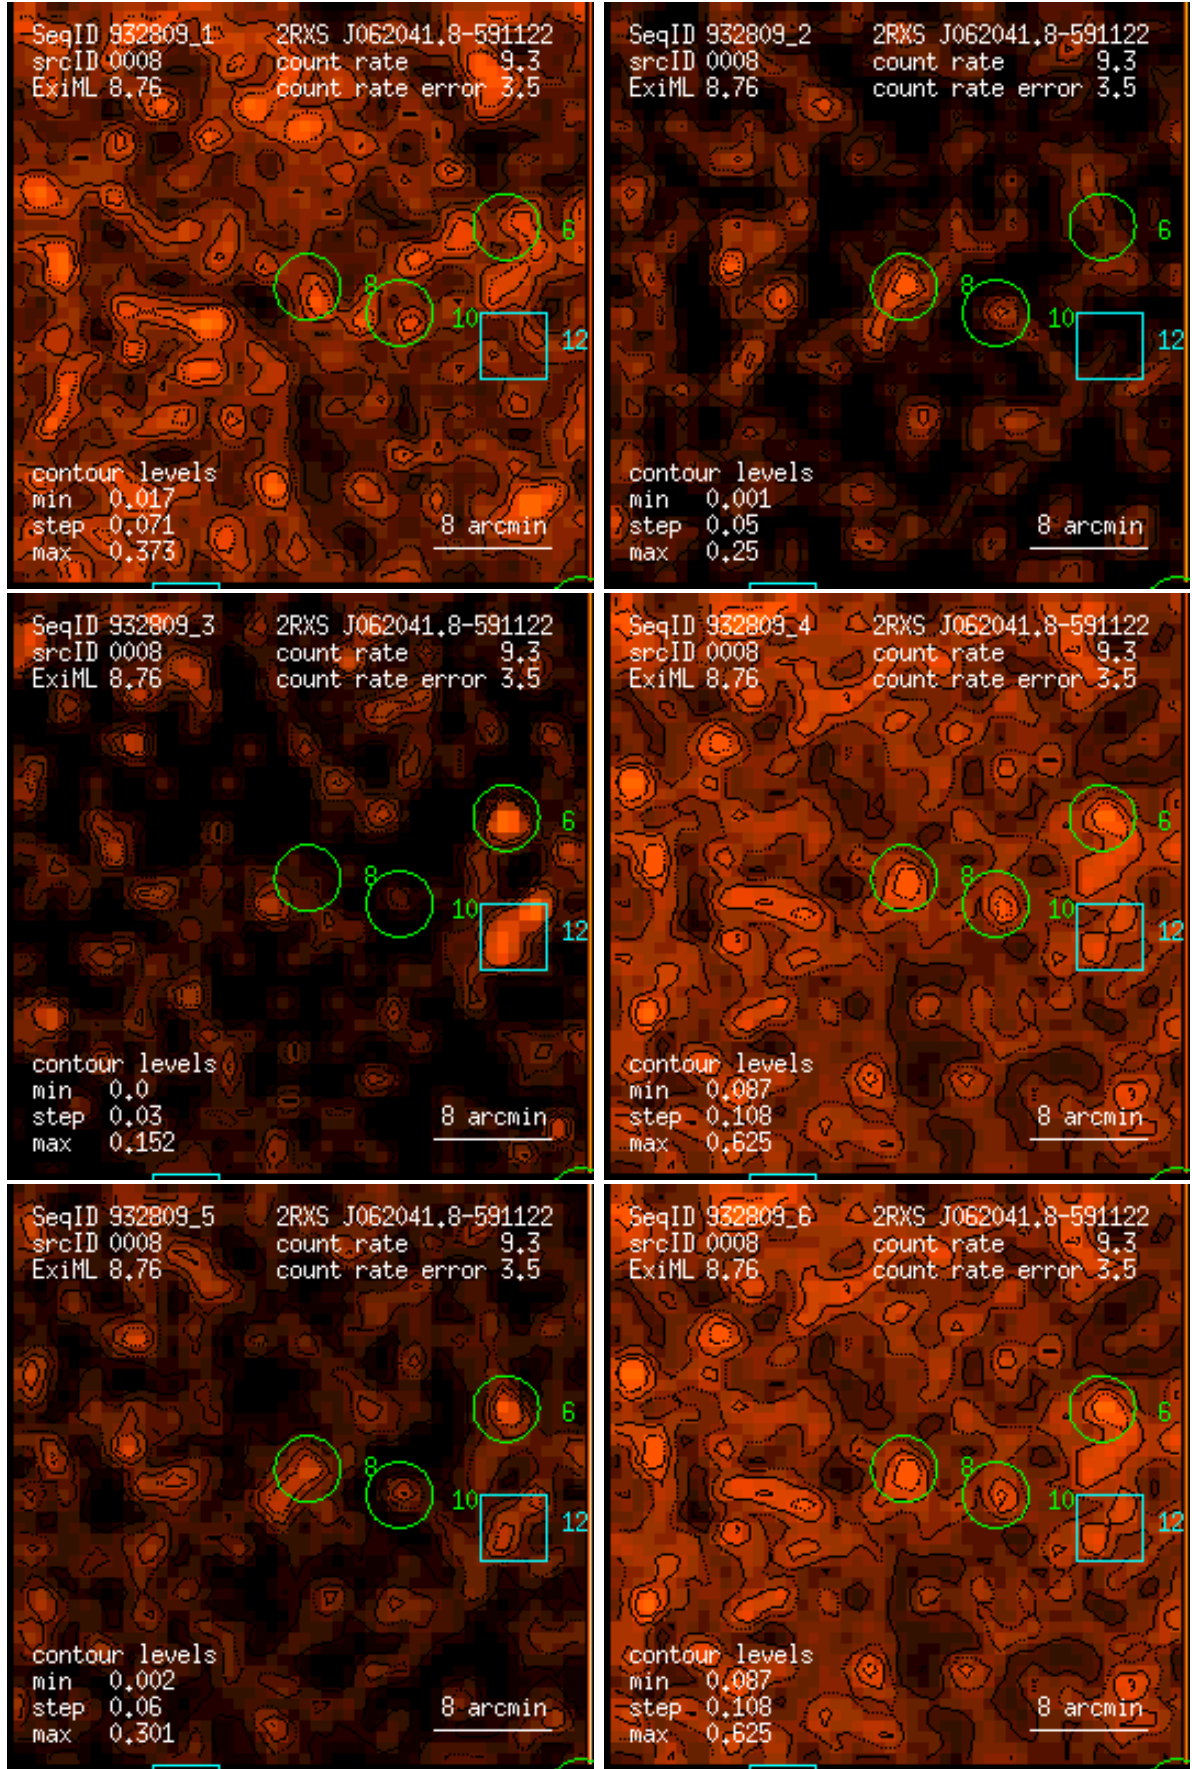 SeqID 932809_1 2RXS J062041.8-591122
srcID 0008 count rate 9.3
ExiML 8.76 count rate error 3.5
6
8
10
12
contour levels
min 0.017
step 0.071 8 arcmin
max 0.373
SeqID 932809_2 2RXS J062041.8-591122
srcID 0008 count rate 9.3
ExiML 8.76 count rate error 3.5
6
8
10
12
contour levels
min 0.001
step 0.05 8 arcmin
max 0.25
SeqID 932809_3 2RXS J062041.8-591122
srcID 0008 count rate 9.3
ExiML 8.76 count rate error 3.5
6
8
10
12
contour levels
min 0.0
step 0.03 8 arcmin
max 0.152
SeqID 932809_4 2RXS J062041.8-591122
srcID 0008 count rate 9.3
ExiML 8.76 count rate error 3.5
6
8
10
12
contour levels
min 0.087
step 0.108 8 arcmin
max 0.625
SeqID 932809_5 2RXS J062041.8-591122
srcID 0008 count rate 9.3
ExiML 8.76 count rate error 3.5
6
8
10
12
contour levels
min 0.002
step 0.06 8 arcmin
max 0.301
SeqID 932809_6 2RXS J062041.8-591122
srcID 0008 count rate 9.3
ExiML 8.76 count rate error 3.5
6
8
10
12
contour levels
min 0.087
step 0.108 8 arcmin
max 0.625